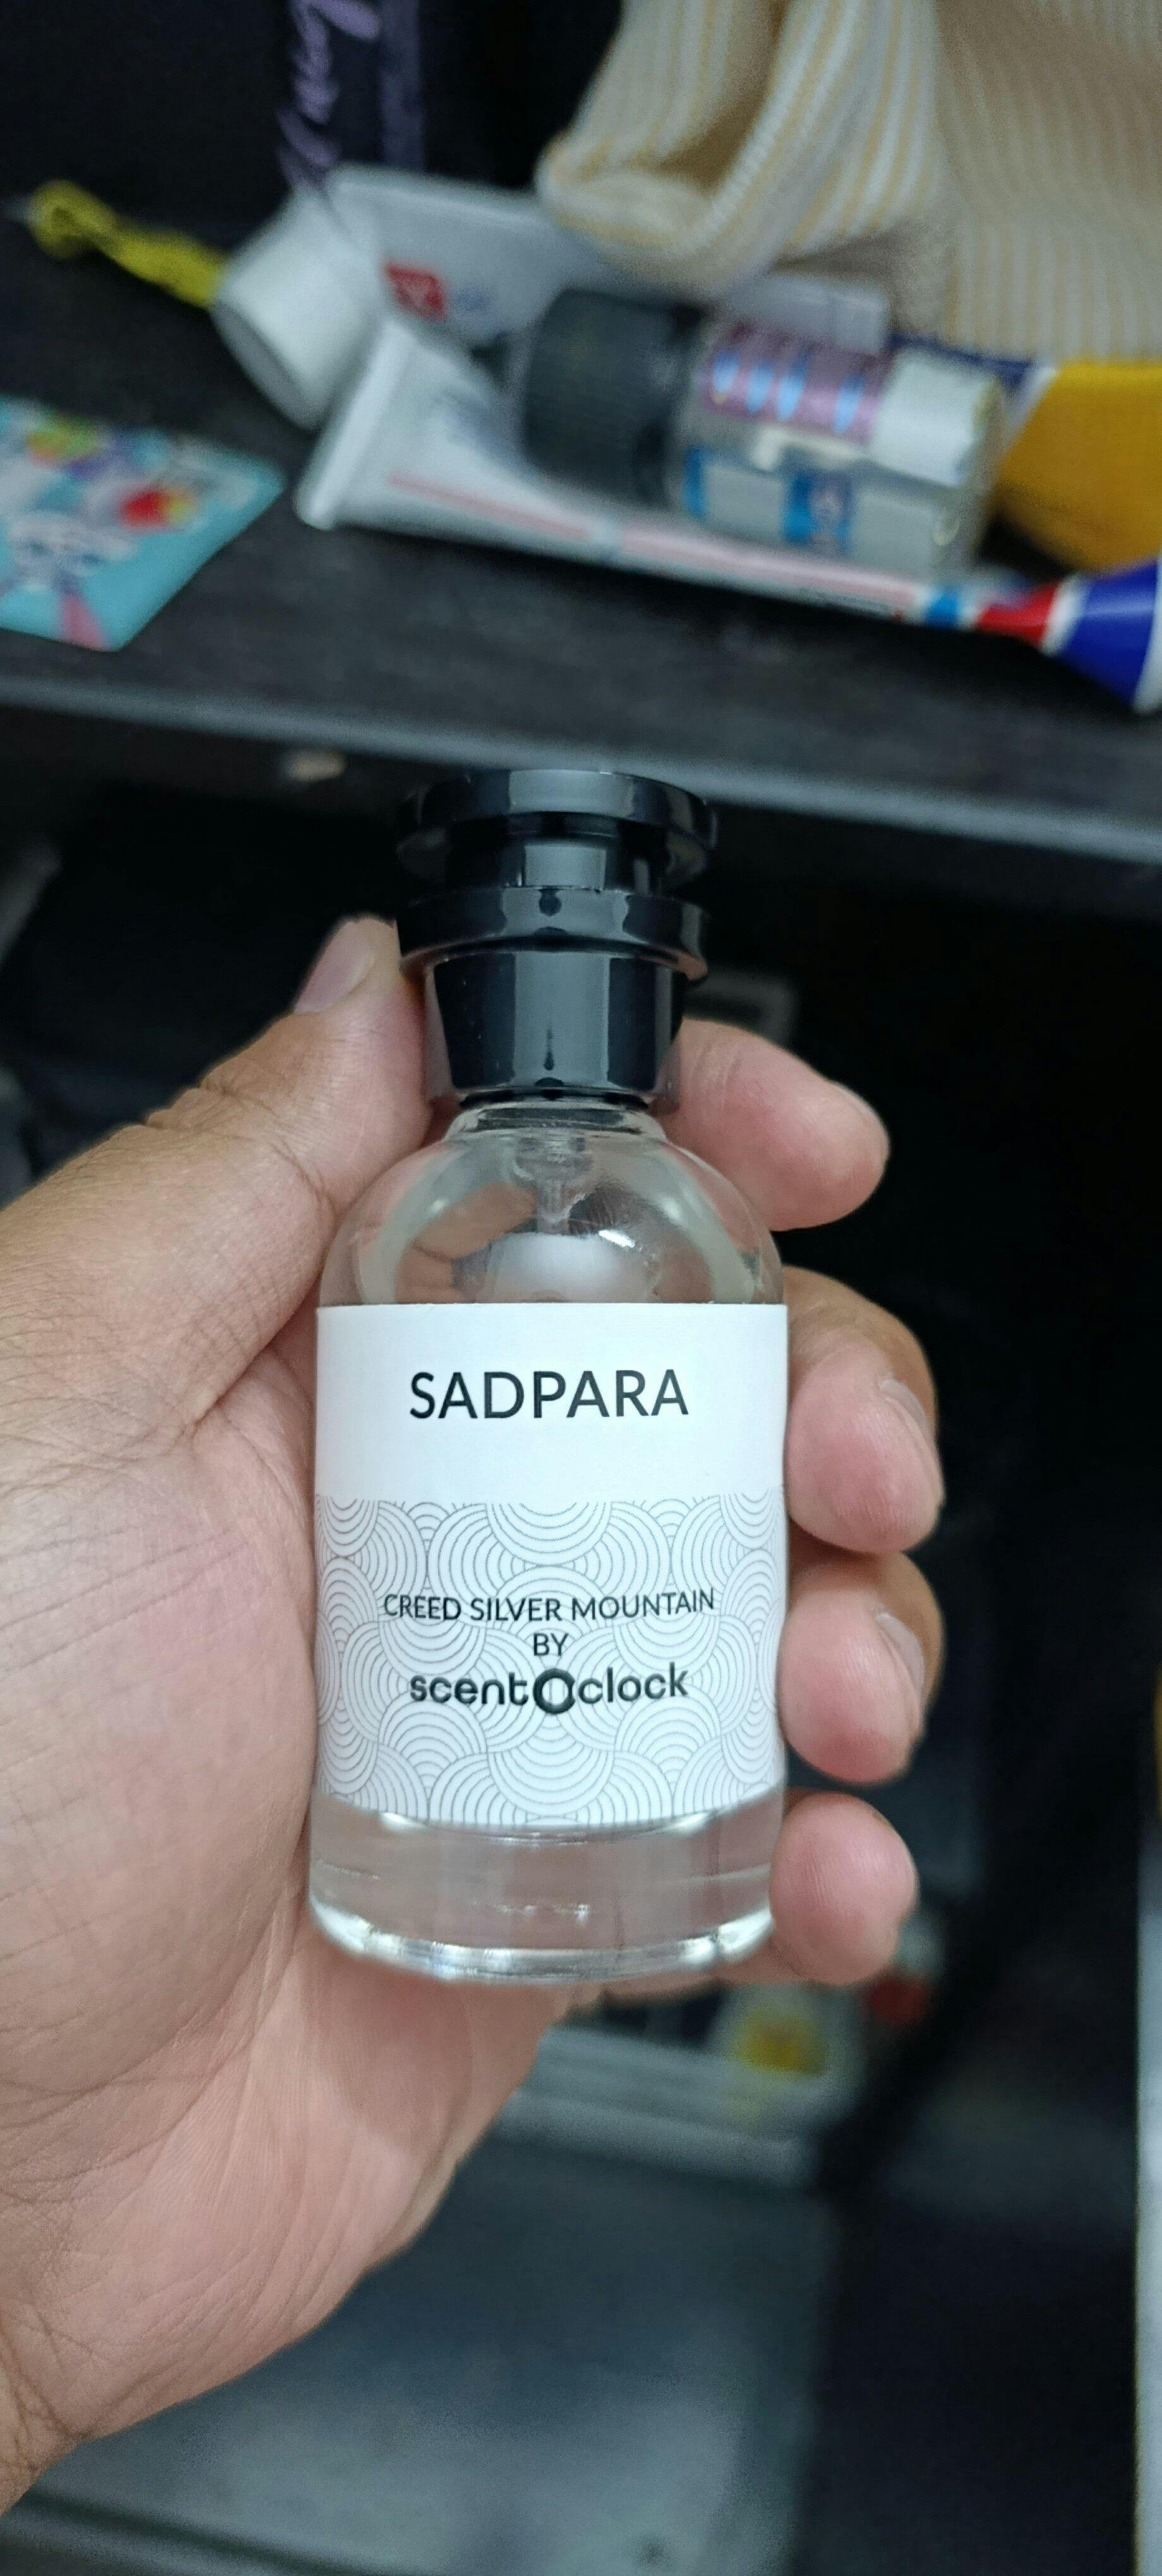 SADPARA
CREED SILVER MOUNTAIN
BY
scentOclock